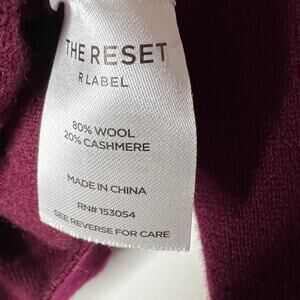 THE RESET
R LABEL
80% WOOL
20% CASHMERE
MADE IN CHINA
RN# 153054
SEE REVERSE FOR CARE